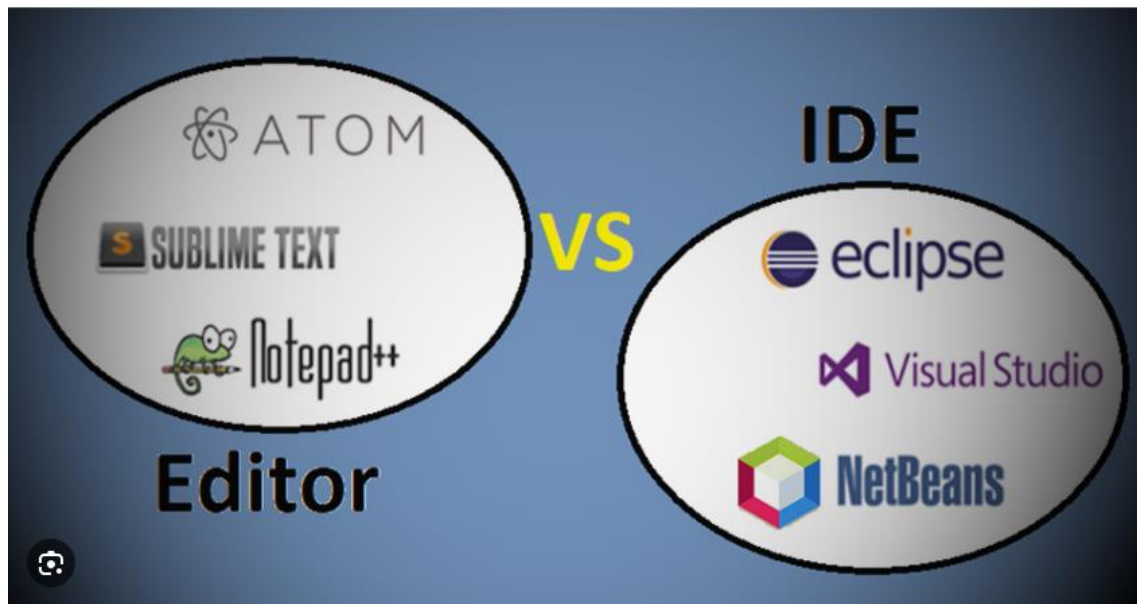 ATOM
SUBLIME TEXT
Notepad++
Editor
VS
IDE
eclipse
Visual Studio
NetBeans